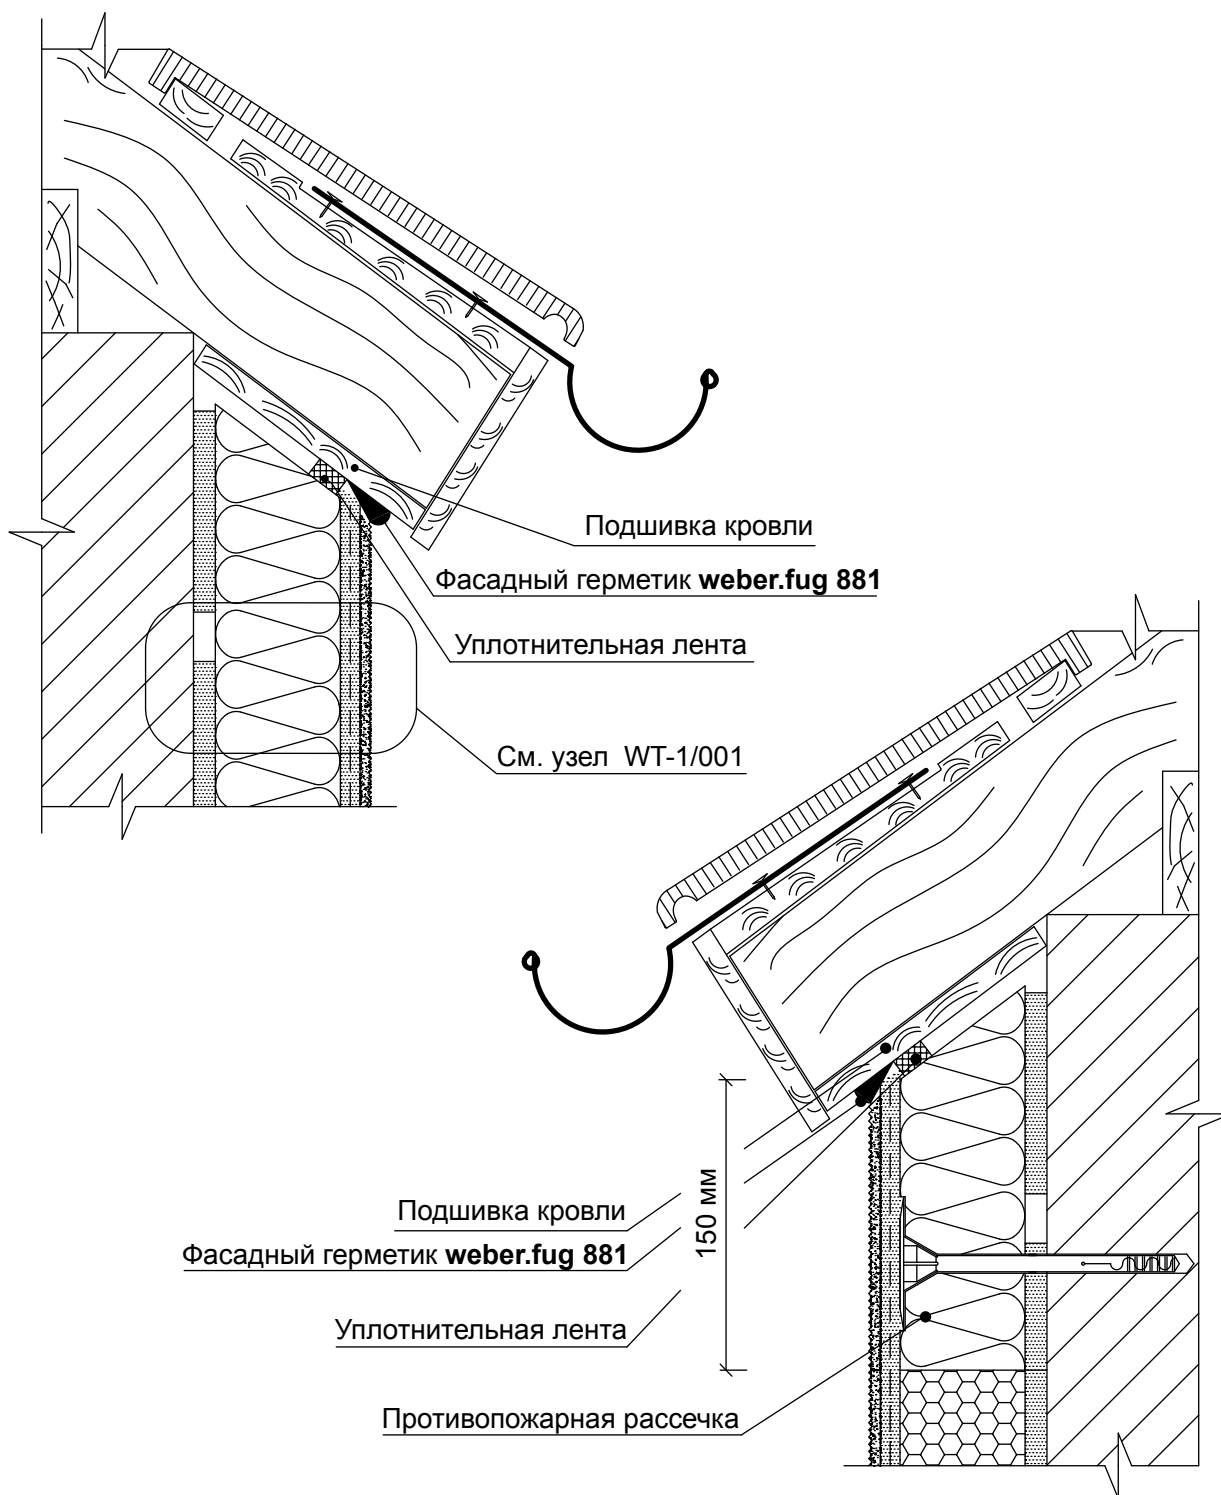 Подшивка кровли
Фасадный герметик weber.fug 881
Уплотнительная лента
См. узел WT-1/001
150 мм
Подшивка кровли
Фасадный герметик weber.fug 881
Уплотнительная лента
Противопожарная рассечка